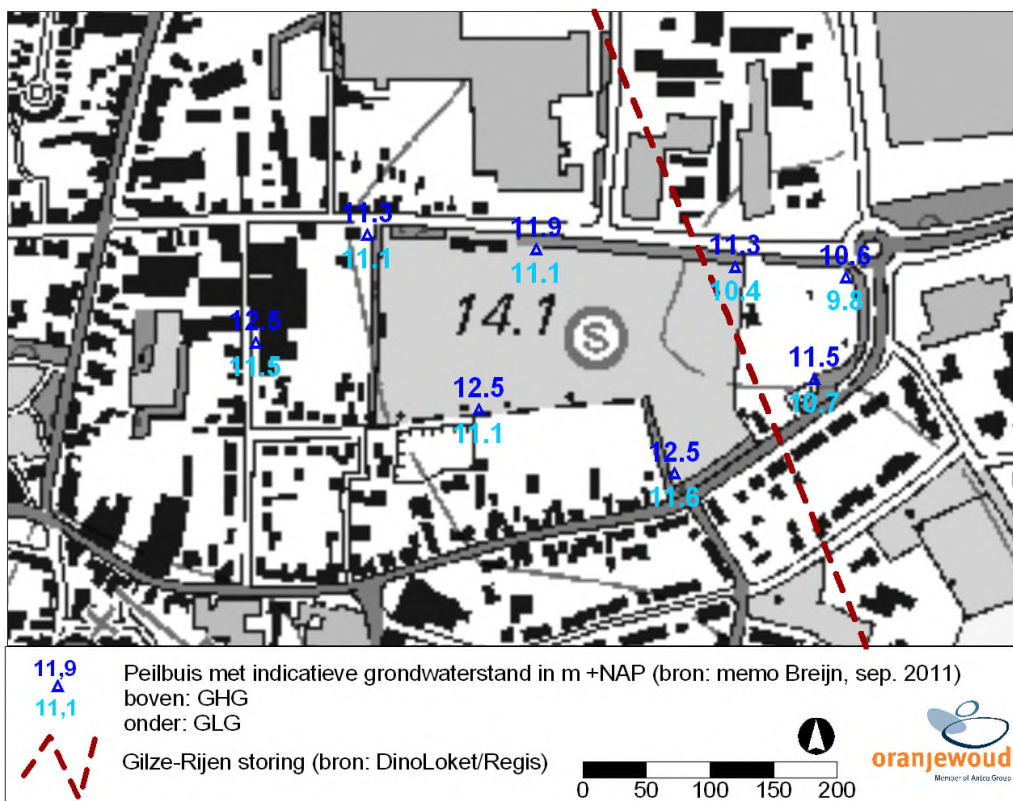 11.3
11.1
11.9
11.1
11.3
10.4
10.6
9.8
14.1
S
12.5
11.5
11.5
10.7
12.5
11.1
12.5
11.6
11,9
11,1
Peilbuis met indicatieve grondwaterstand in m +NAP (bron: memo Breijn, sep. 2011)
boven: GHG
onder: GLG
Gilze-Rijen storing (bron: DinoLoket/Regis)
0 50 100 150 200
oranjewoud
Member of Antea Group